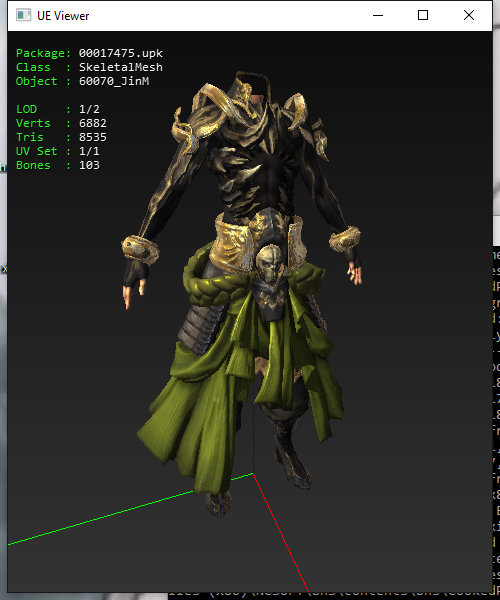 UE Viewer
Package: 00017475.upk
Class : SkeletalMesh
Object : 60070_JinM
LOD : 1/2
Verts : 6882
Tris : 8535
UV Set : 1/1
Bones : 103